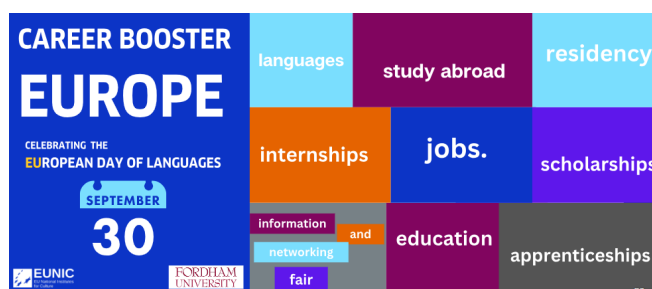 CAREER BOOSTER
EUROPE
CELEBRATING THE
EUROPEAN DAY OF LANGUAGES
SEPTEMBER
30
EUNIC
EU National Institutes
for Culture
FORDHAM
UNIVERSITY
languages
study abroad
residency
internships
jobs.
scholarships
information
and
networking
fair
education
apprenticeships